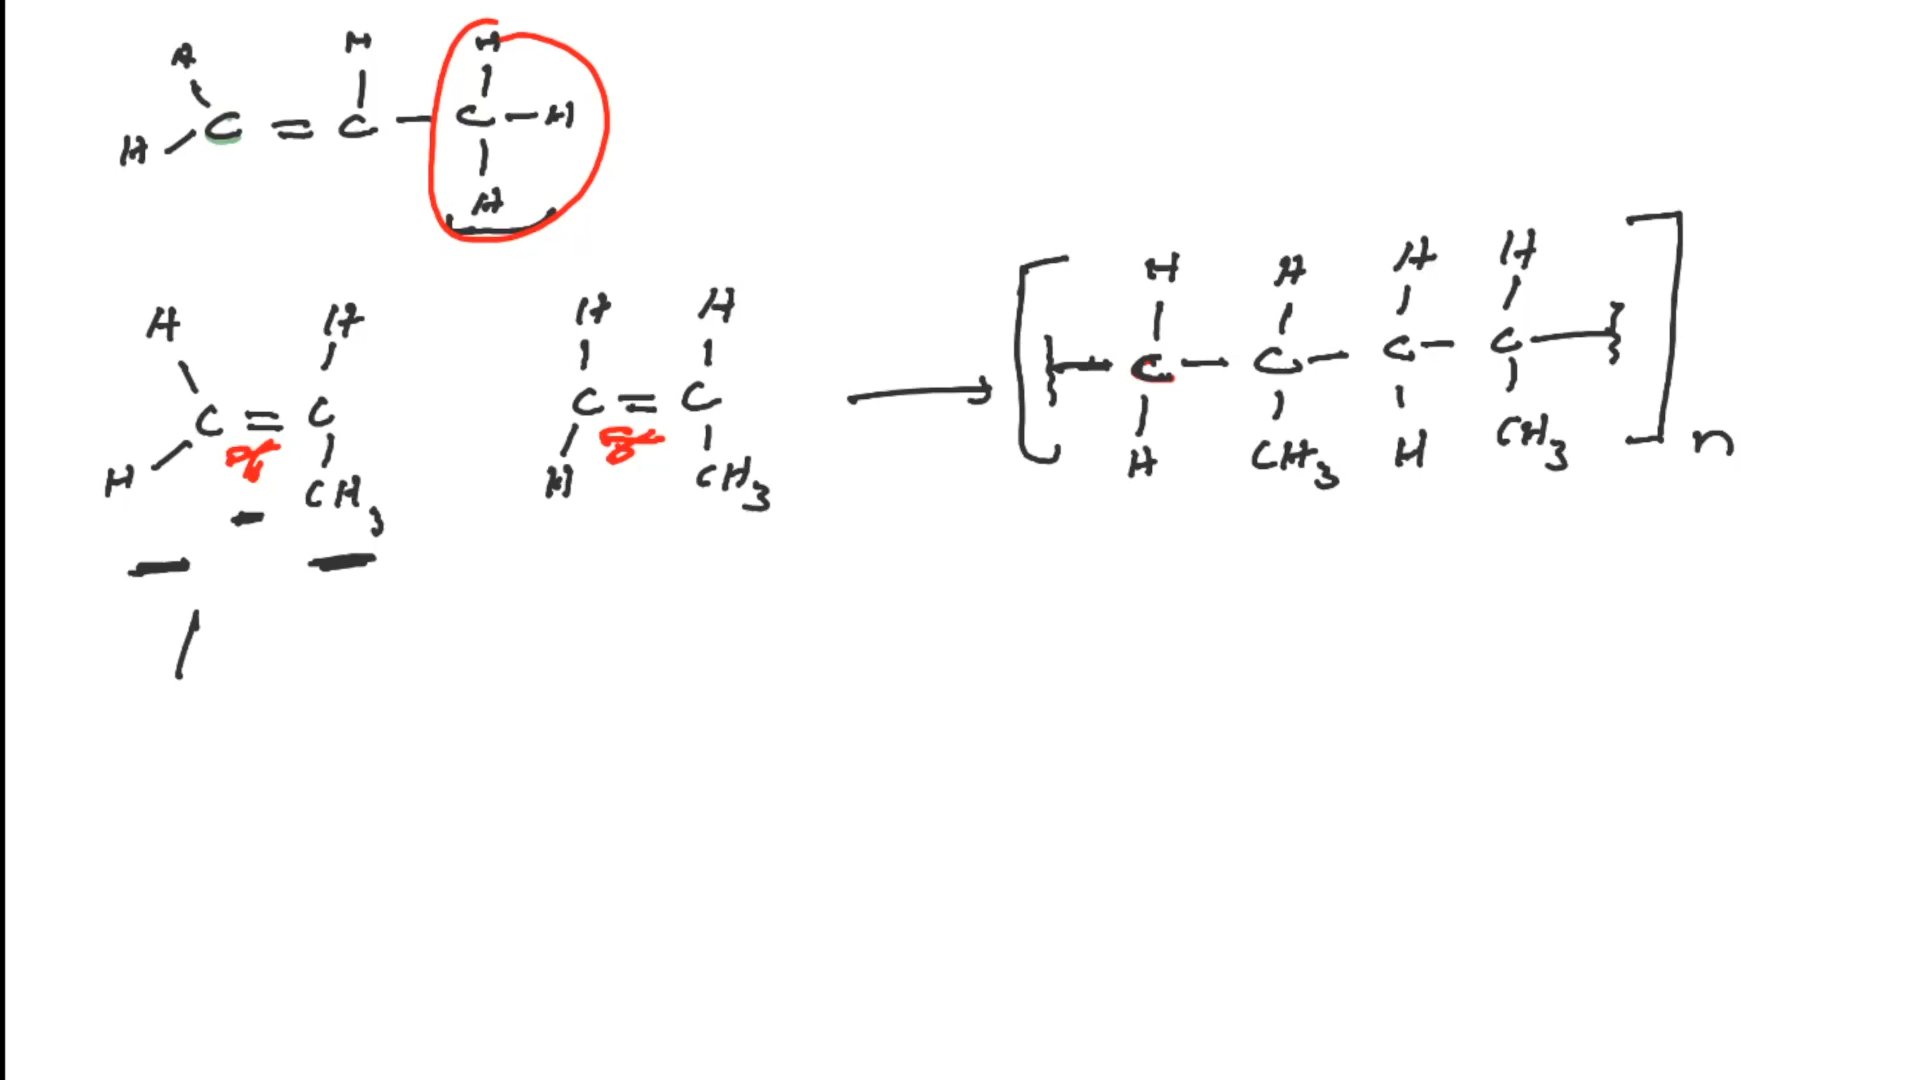 H H H
H C = C - C - H
H
H H H H H H H H
C = C C = C → [ - C - C - C - C - ] n
H CH3 H CH3 H CH3 H CH3